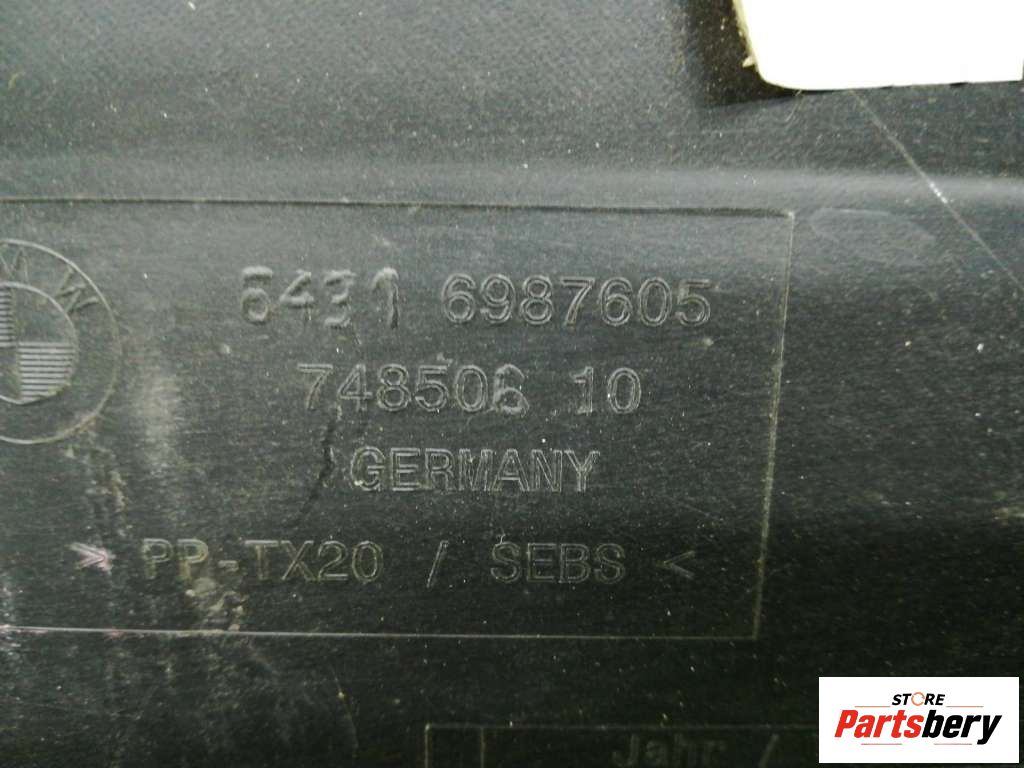 BMW
6431 6987605
748506 10
GERMANY
> PP-TX20 / SEBS <
Jahr /
STORE
Partsbery